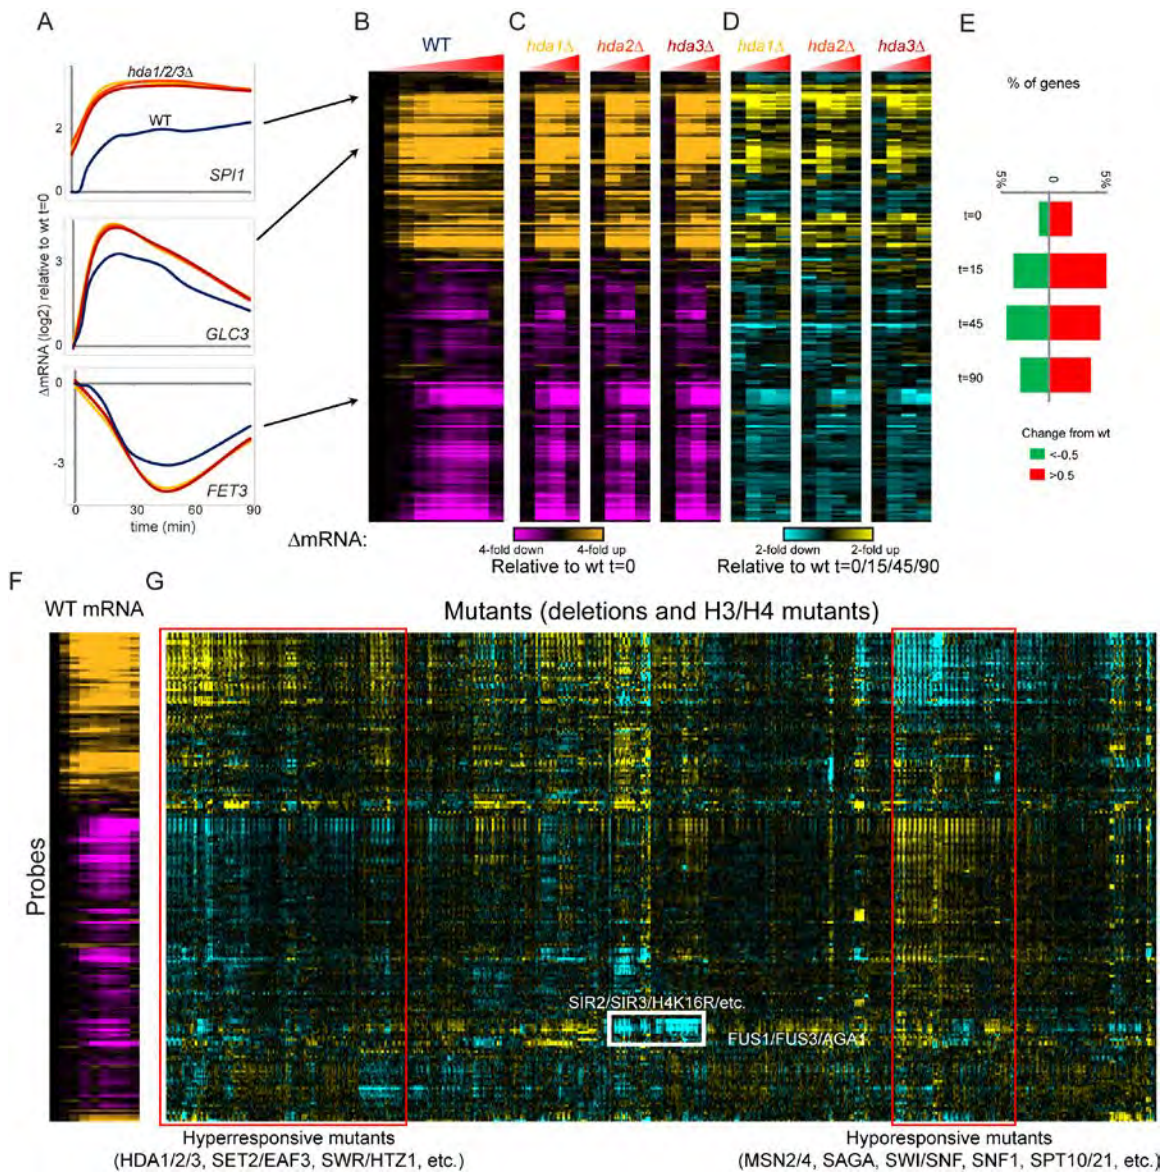 A
B
C
D
E
WT
hda1Δ
hda2Δ
hda3Δ
hda1Δ
hda2Δ
hda3Δ
% of genes
hda1/2/3Δ
2
WT
0
SPI1
3
GLC3
0
0
-3
FET3
0
30
60
90
time (min)
ΔmRNA (log2) relative to wt t=0
5%
0
5%
t=0
t=15
t=45
t=90
Change from wt
<-0.5
>0.5
ΔmRNA:
4-fold down
4-fold up
Relative to wt t=0
2-fold down
2-fold up
Relative to wt t=0/15/45/90
F
G
WT mRNA
Mutants (deletions and H3/H4 mutants)
Probes
SIR2/SIR3/H4K16R/etc.
FUS1/FUS3/AGA1
Hyperresponsive mutants
(HDA1/2/3, SET2/EAF3, SWR/HTZ1, etc.)
Hyporesponsive mutants
(MSN2/4, SAGA, SWI/SNF, SNF1, SPT10/21, etc.)